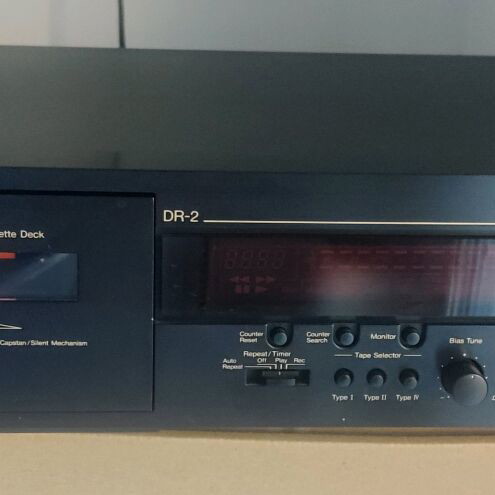 DR-2
ette Deck
Capstan/Silent Mechanism
Counter Reset
Counter Search
Monitor
Bias Tune
Repeat/Timer
Auto Repeat
Off Play Rec
Tape Selector
Type I Type II Type IV